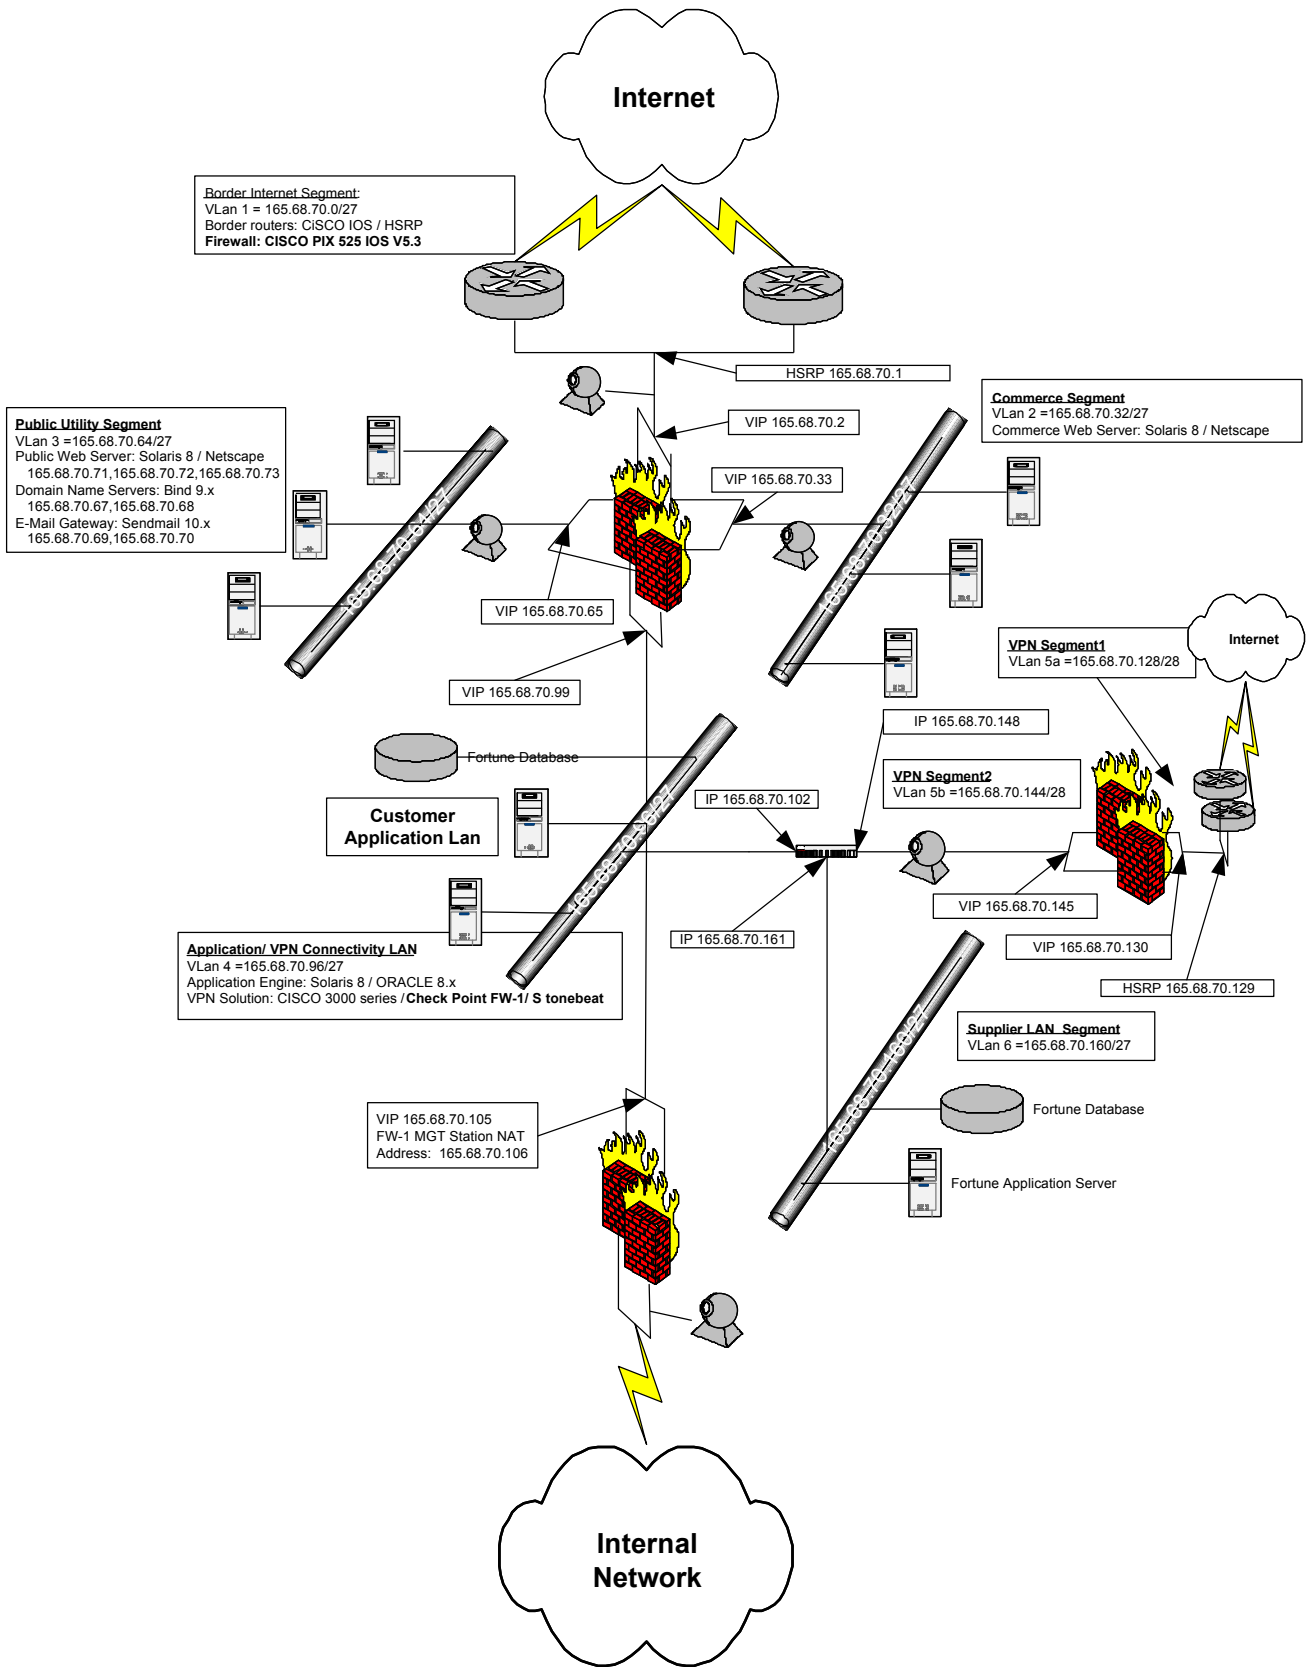 Internet
Border Internet Segment:
VLan 1 = 165.68.70.0/27
Border routers: CiSCO IOS / HSRP
Firewall: CISCO PIX 525 IOS V5.3
HSRP 165.68.70.1
Public Utility Segment
VLan 3 =165.68.70.64/27
Public Web Server: Solaris 8 / Netscape
165.68.70.71,165.68.70.72,165.68.70.73
Domain Name Servers: Bind 9.x
165.68.70.67,165.68.70.68
E-Mail Gateway: Sendmail 10.x
165.68.70.69,165.68.70.70
Commerce Segment
VLan 2 =165.68.70.32/27
Commerce Web Server: Solaris 8 / Netscape
VIP 165.68.70.2
VIP 165.68.70.33
165.68.70.32/27
VIP 165.68.70.65
VIP 165.68.70.99
VPN Segment1
VLan 5a =165.68.70.128/28
Internet
IP 165.68.70.148
Fortune Database
VPN Segment2
VLan 5b =165.68.70.144/28
IP 165.68.70.102
Customer
Application Lan
VIP 165.68.70.145
IP 165.68.70.161
VIP 165.68.70.130
HSRP 165.68.70.129
Application/ VPN Connectivity LAN
VLan 4 =165.68.70.96/27
Application Engine: Solaris 8 / ORACLE 8.x
VPN Solution: CISCO 3000 series / Check Point FW-1/ S tonebeat
Supplier LAN Segment
VLan 6 =165.68.70.160/27
165.68.70.160/27
Fortune Database
VIP 165.68.70.105
FW-1 MGT Station NAT
Address: 165.68.70.106
Fortune Application Server
Internal
Network